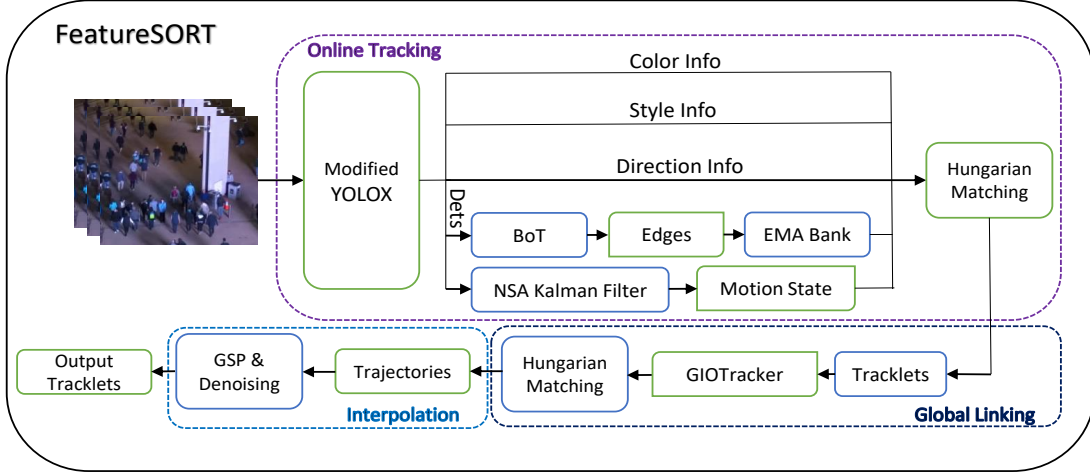 FeatureSORT
Online Tracking
Color Info
Style Info
Direction Info
Modified
YOLOX
Hungarian
Matching
Dets
BoT
Edges
EMA Bank
NSA Kalman Filter
Motion State
Output
Tracklets
GSP &
Denoising
Trajectories
Hungarian
Matching
GIOTracker
Tracklets
Interpolation
Global Linking